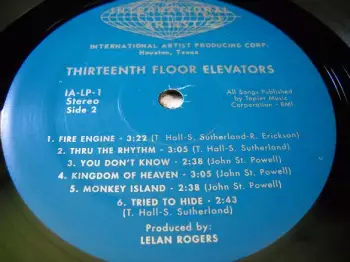 INTERNATIONAL
ARTISTS
INTERNATIONAL ARTIST PRODUCING CORP.
Houston, Texas
THIRTEENTH FLOOR ELEVATORS
IA-LP-1
Stereo
Side 2
All Songs Published
by Tapier Music
Corporation - BMI
1. FIRE ENGINE - 3:22 (T. Hall-S. Sutherland-R. Erickson)
2. THRU THE RHYTHM - 3:05 (T. Hall-S. Sutherland)
3. YOU DON'T KNOW - 2:38 (John St. Powell)
4. KINGDOM OF HEAVEN - 3:05 (John St. Powell)
5. MONKEY ISLAND - 2:38 (John St. Powell)
6. TRIED TO HIDE - 2:43
(T. Hall-S. Sutherland)
Produced by:
LELAN ROGERS